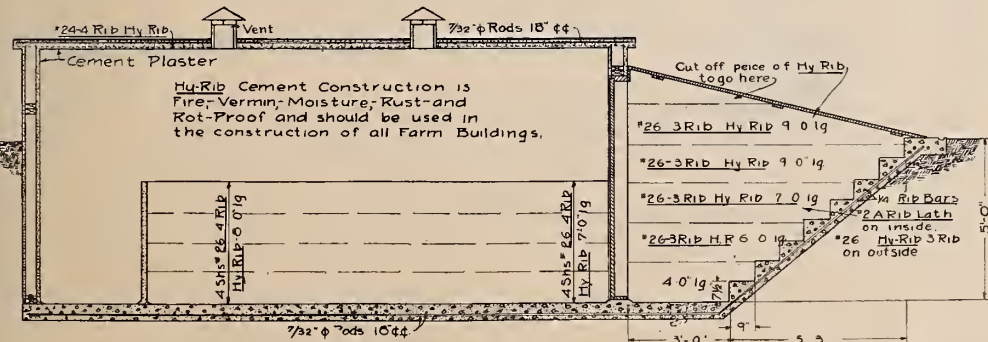 #24-4 Rib Hy Rib
Vent
7/32" φ Rods 18" ¢¢
Cement Plaster
Hy-Rib Cement Construction is
Fire,-Vermin,-Moisture,-Rust-and
Rot-Proof and should be used in
the construction of all Farm Buildings.
Cut off peice of Hy Rib
to go here
#26 3 Rib Hy Rib 9 0 lg
#26-3 Rib Hy Rib 9 0" lg
#26-3 Rib Hy Rib 7 0 lg
#26-3 Rib H.R 6 0 lg
4 0" lg
1/4 Rib Bars
#2 A Rib Lath
on inside.
#26 Hy-Rib 3 Rib
on outside
5'-0"
4 Shs #26 4 Rib
Hy Rib 8' 0" lg
4 Shs #26 4 Rib
Hy Rib 7' 0" lg
7 1/2"
9"
3'-0"
7/32" φ Rods 18" ¢¢